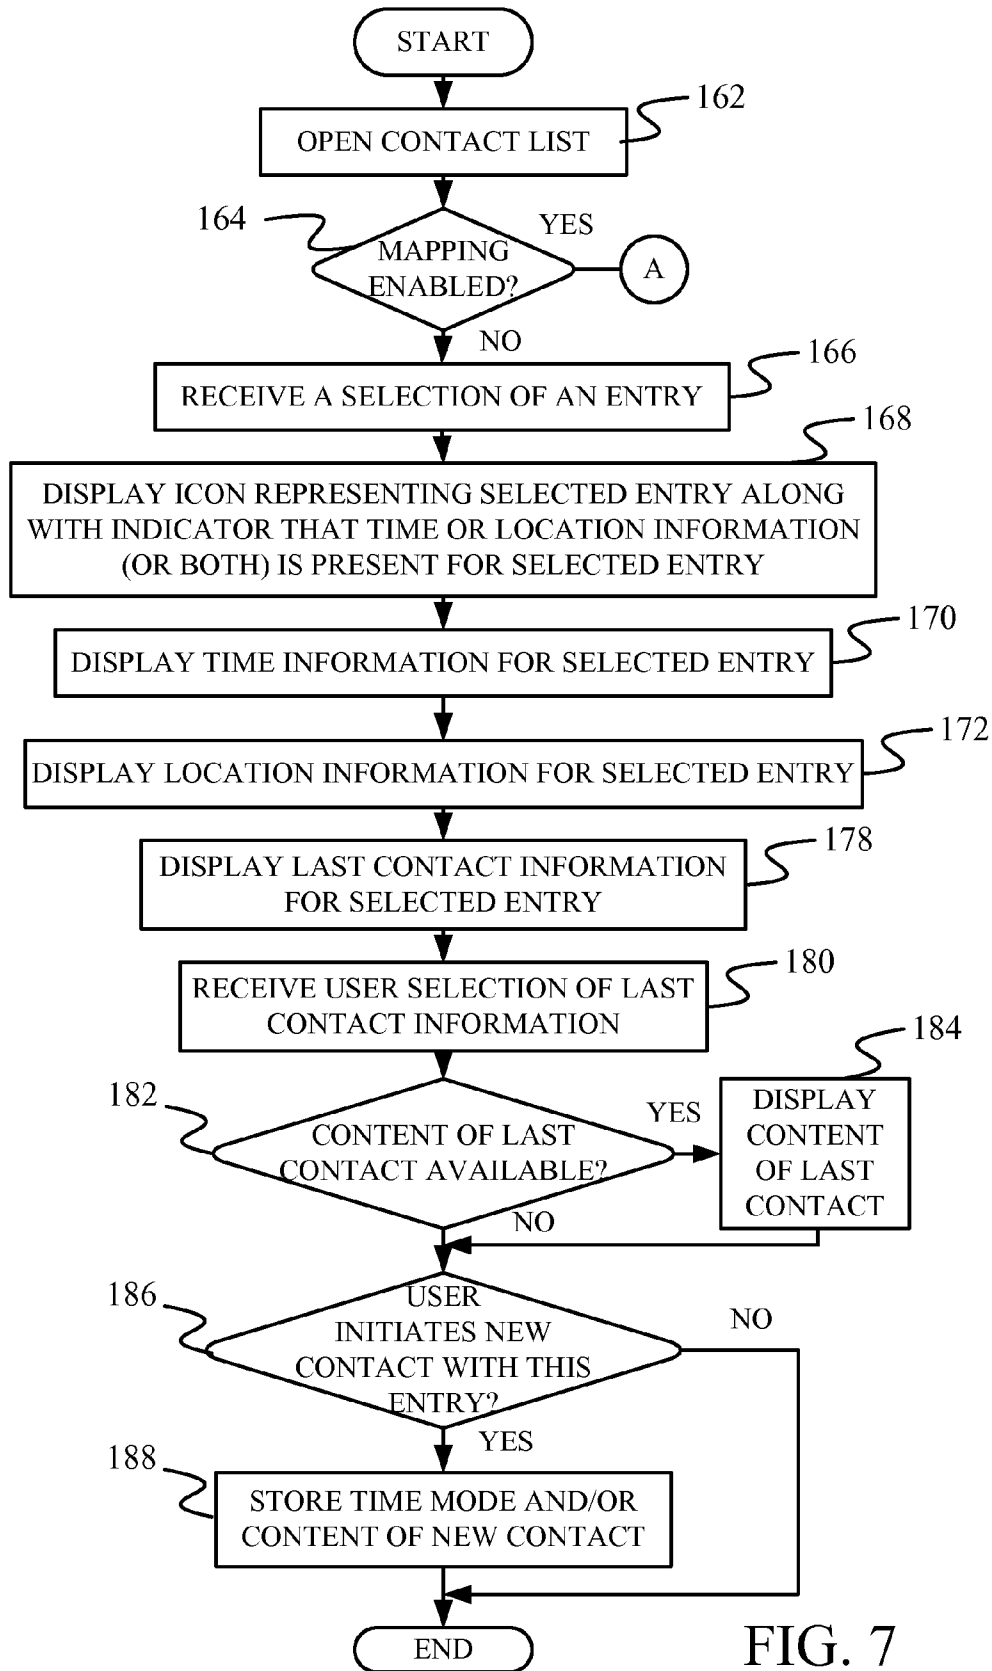 START
162
OPEN CONTACT LIST
164
YES
MAPPING
ENABLED?
A
NO
166
RECEIVE A SELECTION OF AN ENTRY
168
DISPLAY ICON REPRESENTING SELECTED ENTRY ALONG
WITH INDICATOR THAT TIME OR LOCATION INFORMATION
(OR BOTH) IS PRESENT FOR SELECTED ENTRY
170
DISPLAY TIME INFORMATION FOR SELECTED ENTRY
172
DISPLAY LOCATION INFORMATION FOR SELECTED ENTRY
178
DISPLAY LAST CONTACT INFORMATION
FOR SELECTED ENTRY
180
RECEIVE USER SELECTION OF LAST
CONTACT INFORMATION
184
182
YES
CONTENT OF LAST
CONTACT AVAILABLE?
DISPLAY
CONTENT
OF LAST
CONTACT
NO
186
USER
INITIATES NEW
CONTACT WITH THIS
ENTRY?
NO
YES
188
STORE TIME MODE AND/OR
CONTENT OF NEW CONTACT
END
FIG. 7